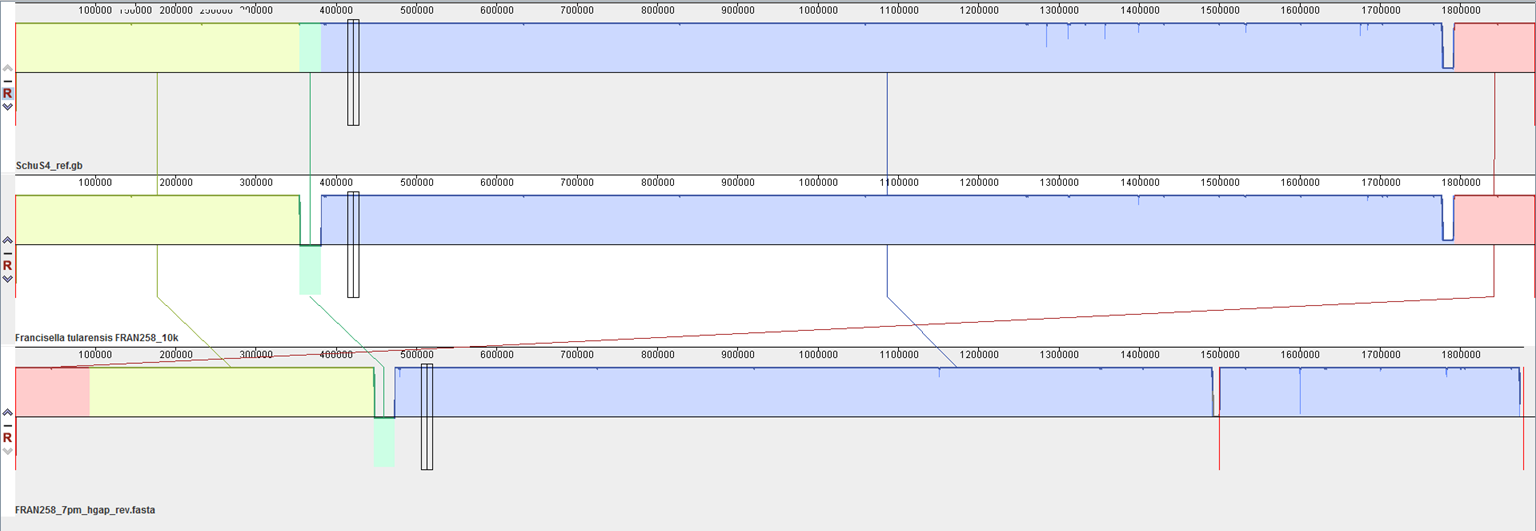 100000 200000 300000 400000 500000 600000 700000 800000 900000 1000000 1100000 1200000 1300000 1400000 1500000 1600000 1700000 1800000
R
SchuS4_ref.gb
100000 200000 300000 400000 500000 600000 700000 800000 900000 1000000 1100000 1200000 1300000 1400000 1500000 1600000 1700000 1800000
R
Francisella tularensis FRAN258_10k
100000 200000 300000 400000 500000 600000 700000 800000 900000 1000000 1100000 1200000 1300000 1400000 1500000 1600000 1700000 1800000
R
FRAN258_7pm_hgap_rev.fasta